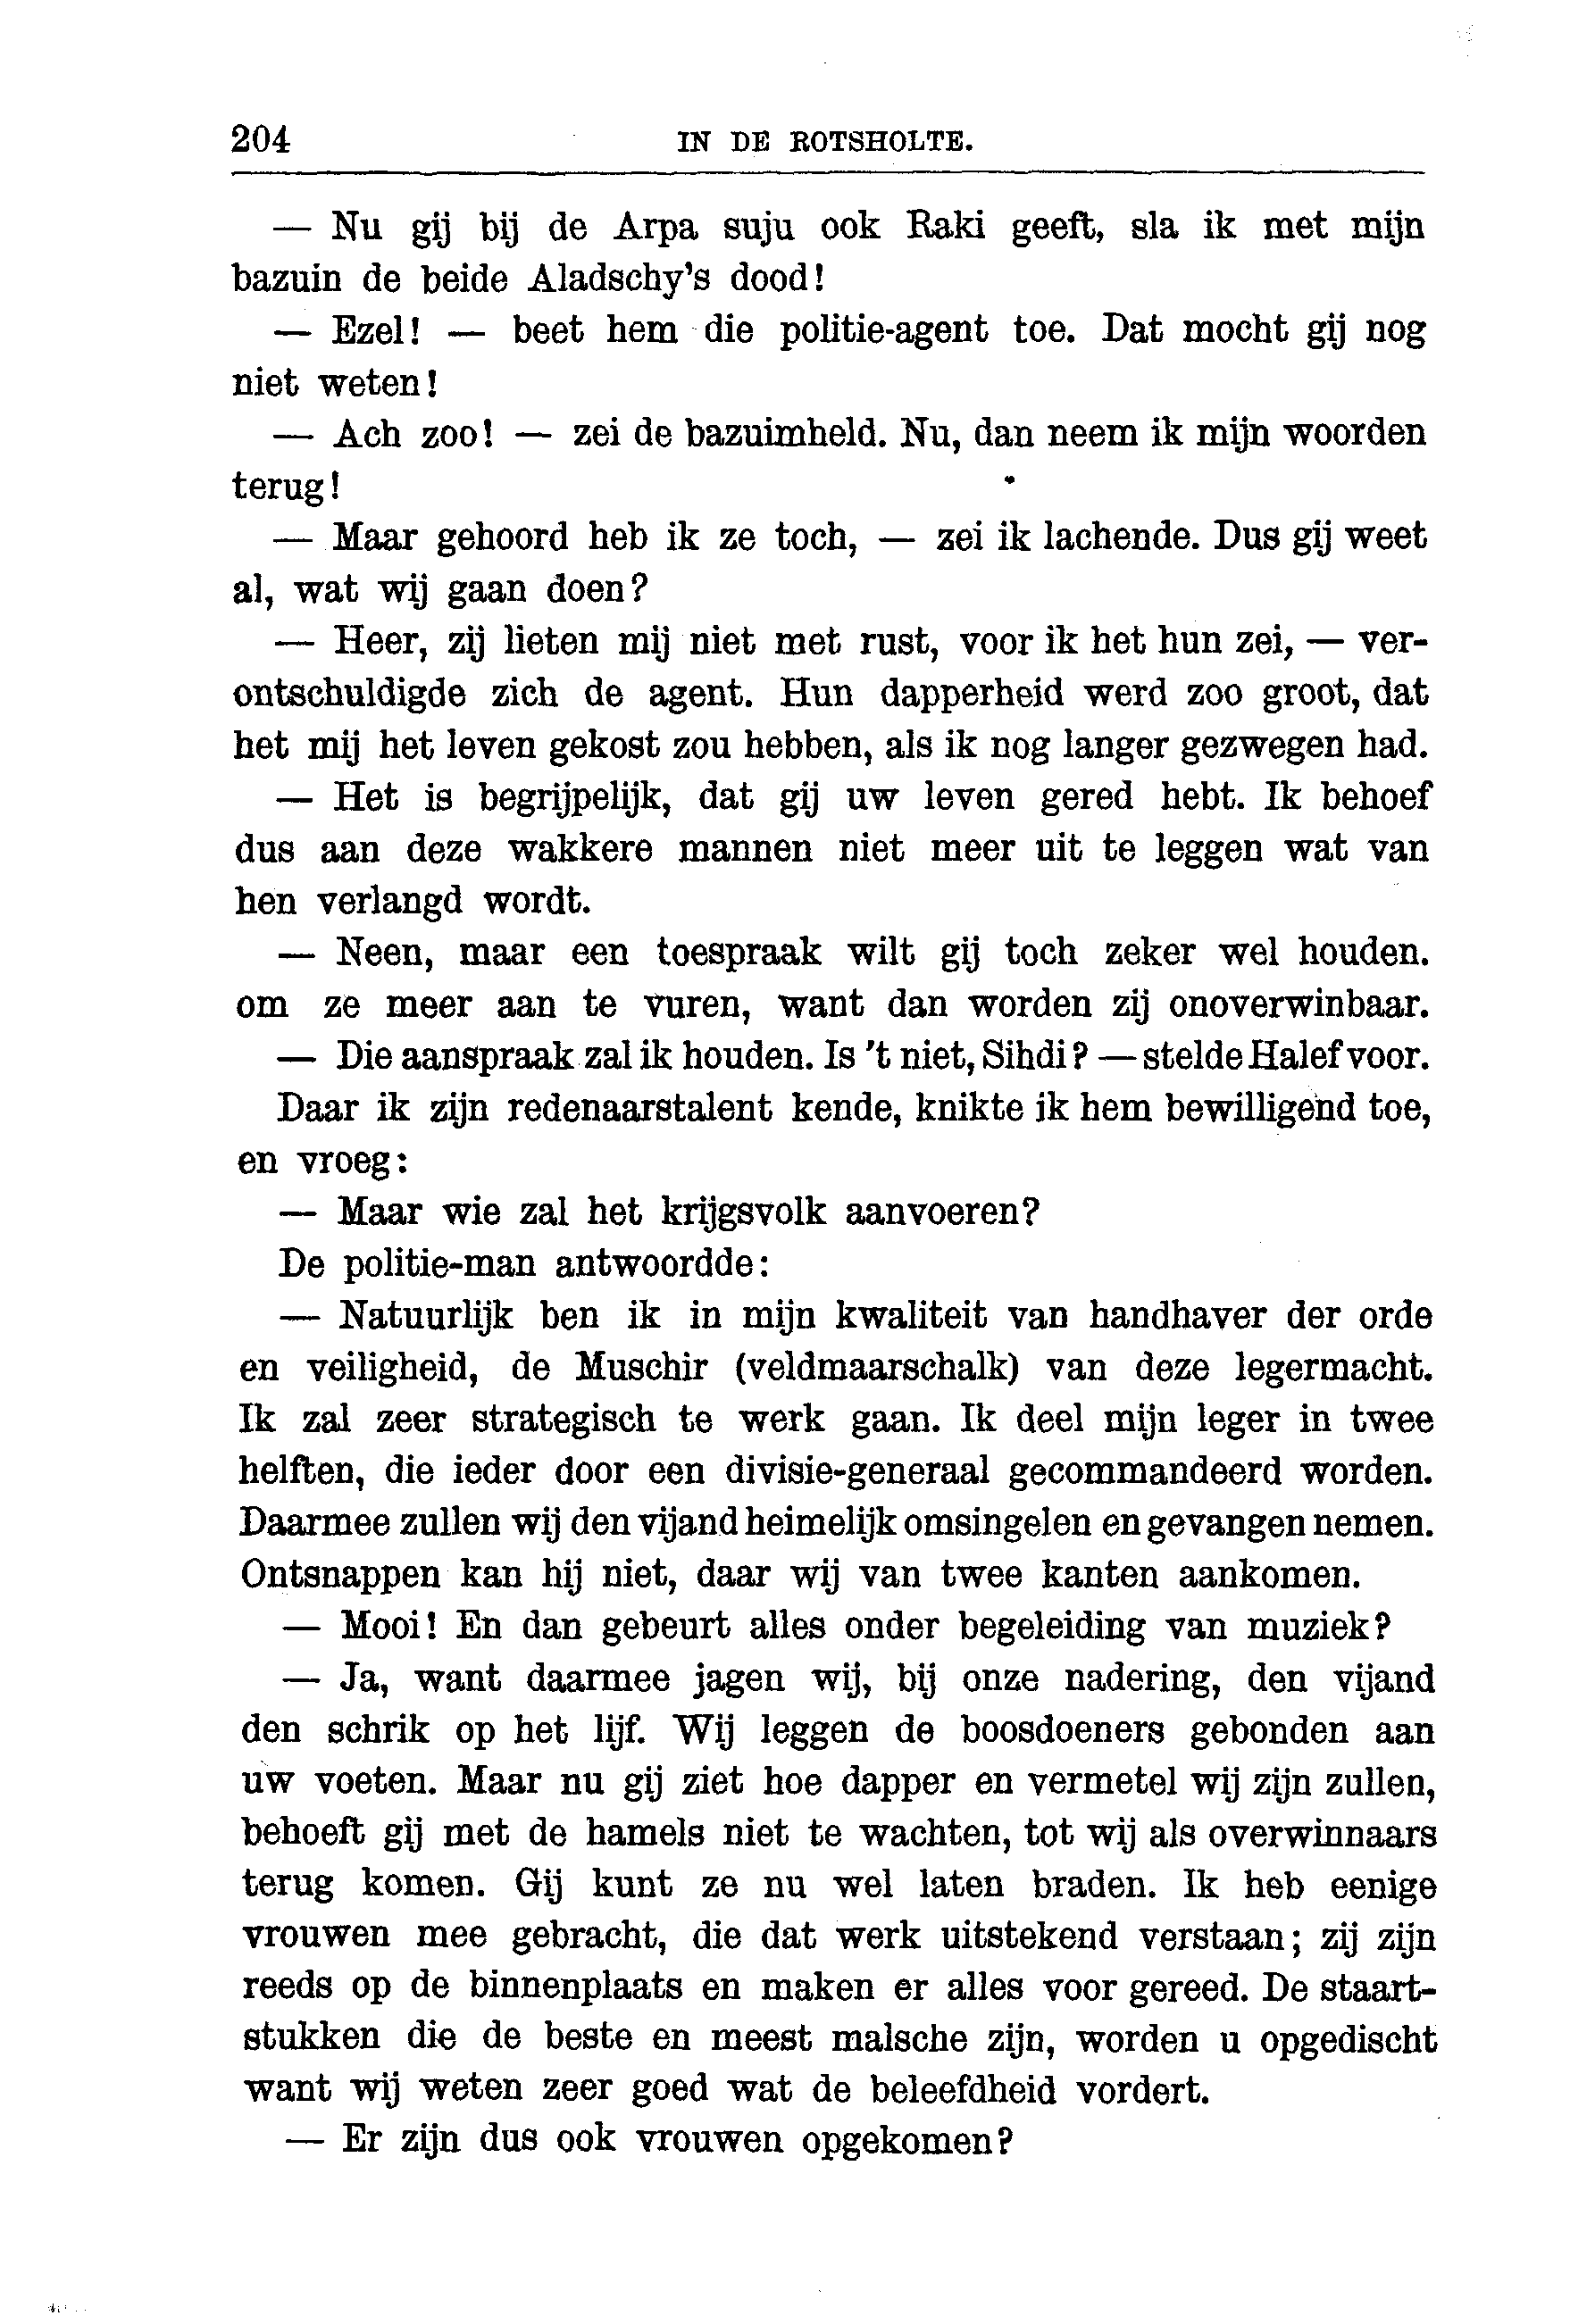 204 IN DE ROTSHOLTE.
— Nu gij bij de Arpa suju ook Raki geeft, sla ik met mijn
bazuin de beide Aladschy's dood!
— Ezel! — beet hem die politie-agent toe. Dat mocht gij nog
niet weten!
— Ach zoo! — zei de bazuimheld. Nu, dan neem ik mijn woorden
terug!
— Maar gehoord heb ik ze toch, — zei ik lachende. Dus gij weet
al, wat wij gaan doen?
— Heer, zij lieten mij niet met rust, voor ik het hun zei, — ver-
ontschuldigde zich de agent. Hun dapperheid werd zoo groot, dat
het mij het leven gekost zou hebben, als ik nog langer gezwegen had.
— Het is begrijpelijk, dat gij uw leven gered hebt. Ik behoef
dus aan deze wakkere mannen niet meer uit te leggen wat van
hen verlangd wordt.
— Neen, maar een toespraak wilt gij toch zeker wel houden.
om ze meer aan te vuren, want dan worden zij onoverwinbaar.
— Die aanspraak zal ik houden. Is 't niet, Sihdi? — stelde Halef voor.
Daar ik zijn redenaarstalent kende, knikte ik hem bewilligend toe,
en vroeg:
— Maar wie zal het krijgsvolk aanvoeren?
De politie-man antwoordde:
— Natuurlijk ben ik in mijn kwaliteit van handhaver der orde
en veiligheid, de Muschir (veldmaarschalk) van deze legermacht.
Ik zal zeer strategisch te werk gaan. Ik deel mijn leger in twee
helften, die ieder door een divisie-generaal gecommandeerd worden.
Daarmee zullen wij den vijand heimelijk omsingelen en gevangen nemen.
Ontsnappen kan hij niet, daar wij van twee kanten aankomen.
— Mooi! En dan gebeurt alles onder begeleiding van muziek?
— Ja, want daarmee jagen wij, bij onze nadering, den vijand
den schrik op het lijf. Wij leggen de boosdoeners gebonden aan
uw voeten. Maar nu gij ziet hoe dapper en vermetel wij zijn zullen,
behoeft gij met de hamels niet te wachten, tot wij als overwinnaars
terug komen. Gij kunt ze nu wel laten braden. Ik heb eenige
vrouwen mee gebracht, die dat werk uitstekend verstaan; zij zijn
reeds op de binnenplaats en maken er alles voor gereed. De staart-
stukken die de beste en meest malsche zijn, worden u opgedischt
want wij weten zeer goed wat de beleefdheid vordert.
— Er zijn dus ook vrouwen opgekomen?